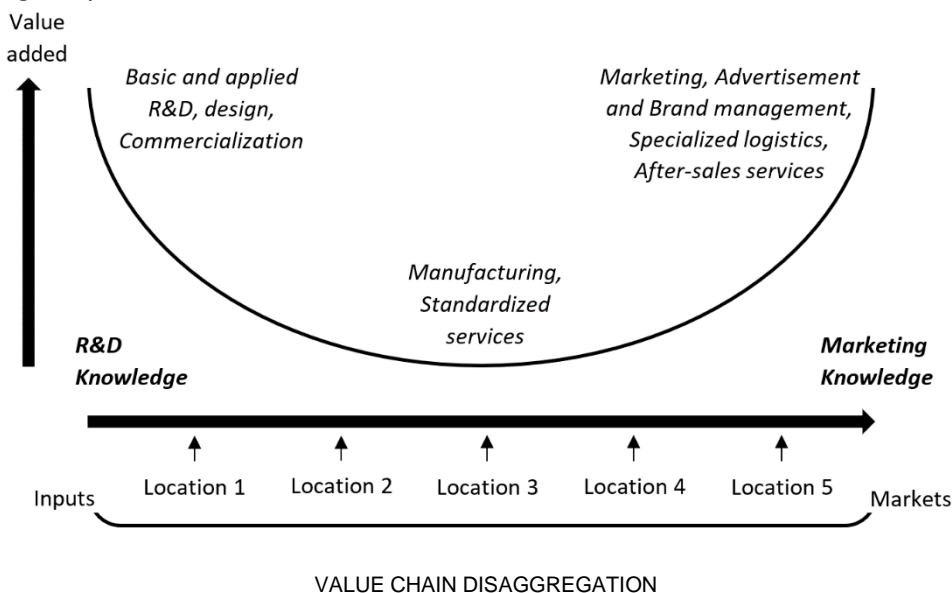 Value
added
Basic and applied
R&D, design,
Commercialization
Marketing, Advertisement
and Brand management,
Specialized logistics,
After-sales services
Manufacturing,
Standardized
services
R&D
Knowledge
Marketing
Knowledge
Inputs
Location 1
Location 2
Location 3
Location 4
Location 5
Markets
VALUE CHAIN DISAGGREGATION